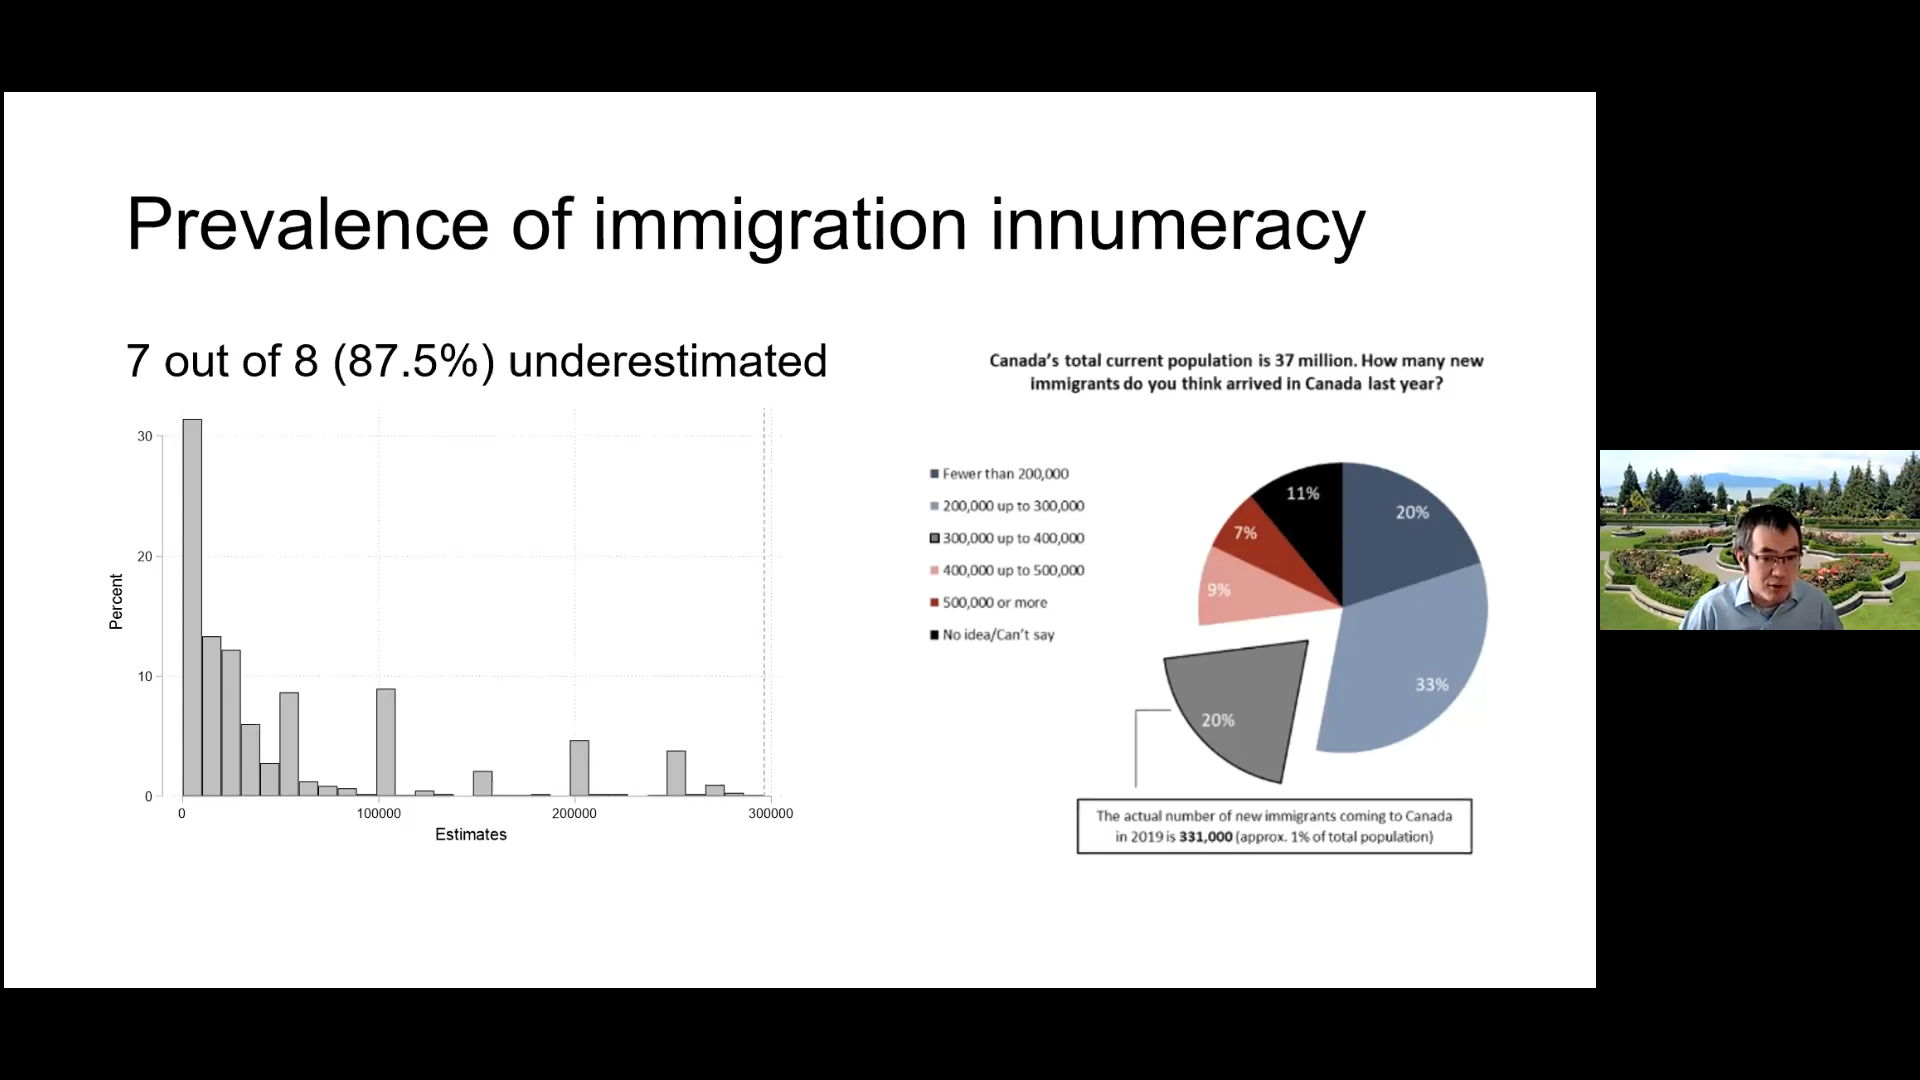 Prevalence of immigration innumeracy
7 out of 8 (87.5%) underestimated
30
20
10
0
Percent
0
100000
200000
300000
Estimates
Canada's total current population is 37 million. How many new
immigrants do you think arrived in Canada last year?
Fewer than 200,000
200,000 up to 300,000
300,000 up to 400,000
400,000 up to 500,000
500,000 or more
No idea/Can't say
11%
20%
7%
9%
33%
20%
The actual number of new immigrants coming to Canada
in 2019 is 331,000 (approx. 1% of total population)